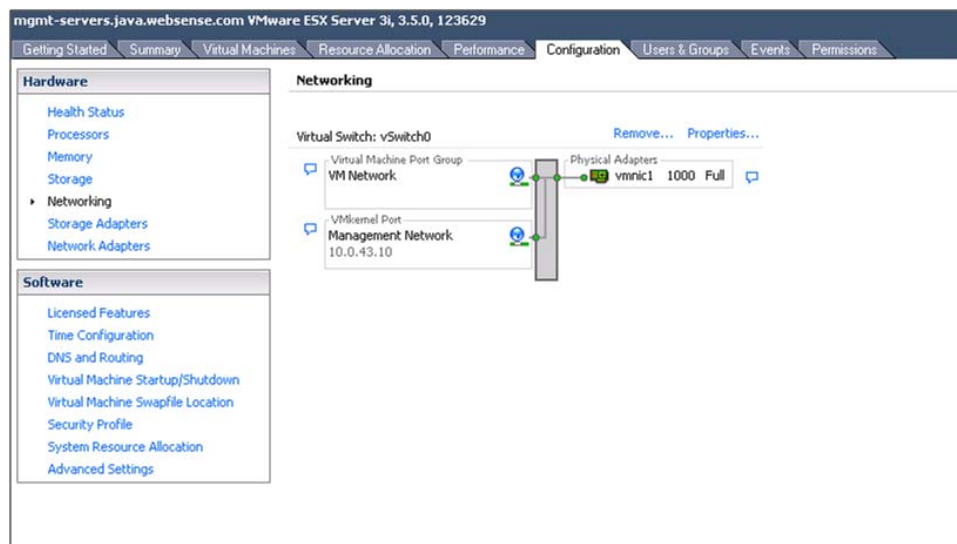 mgmt-servers.java.websense.com VMware ESX Server 3i, 3.5.0, 123629
Getting Started Summary Virtual Machines Resource Allocation Performance Configuration Users & Groups Events Permissions
Hardware
Health Status
Processors
Memory
Storage
Networking
Storage Adapters
Network Adapters
Software
Licensed Features
Time Configuration
DNS and Routing
Virtual Machine Startup/Shutdown
Virtual Machine Swapfile Location
Security Profile
System Resource Allocation
Advanced Settings
Networking
Virtual Switch: vSwitch0 Remove... Properties...
Virtual Machine Port Group
VM Network
Physical Adapters
vmnic1 1000 Full
VMkernel Port
Management Network
10.0.43.10